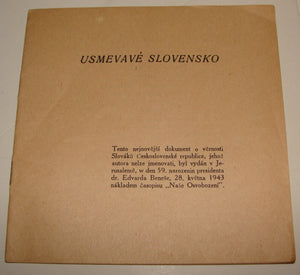 USMEVAVÉ SLOVENSKO
Tento nejnovější dokument o věrnosti
Slováků československé republice, jehož
autora nelze jmenovati, byl vydán v Je-
rusalemě, v den 59. narozenin presidenta
dr. Edvarda Beneše, 28. května 1943
nákladem časopisu „Naše Osvobození".